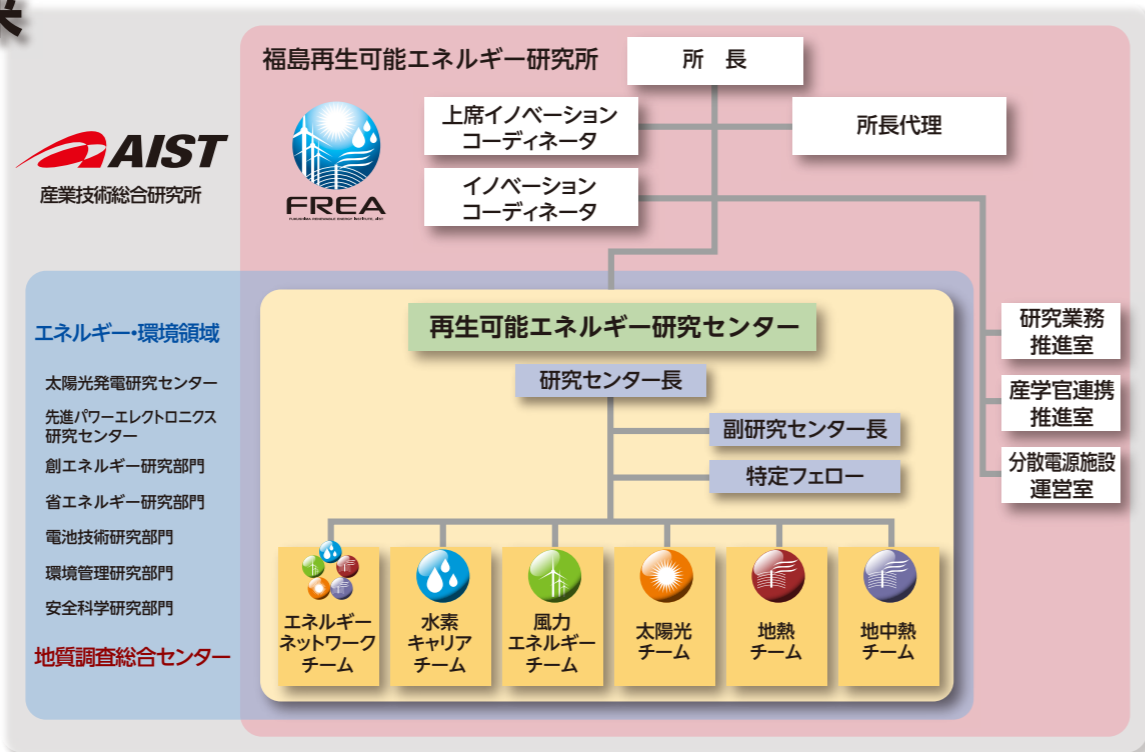 福島再生可能エネルギー研究所
所 長
上席イノベーション
コーディネータ
所長代理
AIST
産業技術総合研究所
FREA
イノベーション
コーディネータ
エネルギー・環境領域
太陽光発電研究センター
先進パワーエレクトロニクス
研究センター
創エネルギー研究部門
省エネルギー研究部門
電池技術研究部門
環境管理研究部門
安全科学研究部門
地質調査総合センター
再生可能エネルギー研究センター
研究センター長
副研究センター長
特定フェロー
エネルギー
ネットワーク
チーム
水素
キャリア
チーム
風力
エネルギー
チーム
太陽光
チーム
地熱
チーム
地中熱
チーム
研究業務
推進室
産学官連携
推進室
分散電源施設
運営室